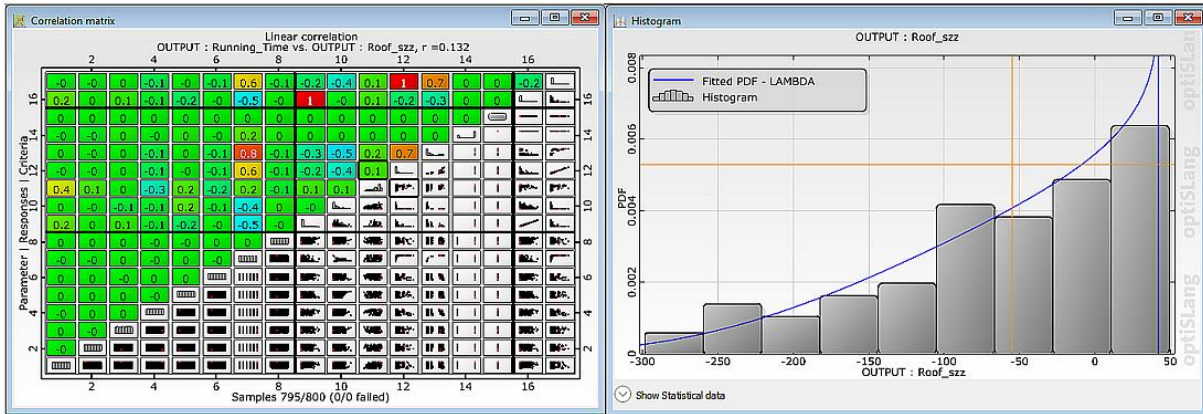 Correlation matrix
Linear correlation
OUTPUT : Running_Time vs. OUTPUT : Roof_szz, r =0.132
2 4 6 8 10 12 14 16
-0 0 0 -0.1 -0 -0.1 0.6 -0.1 -0.2 -0.4 0.1 1 0.7 0 0 -0.2
0.2 0 0.1 -0.1 -0.2 -0 -0.5 -0 1 -0 0.1 -0.2 -0.3 0 0
0 0 0 0 0 0 0 0 0 0 0 0 0 0
-0 0 0 0 -0 0 0.2 0 0 0 0 0 0
0 0 0 -0.1 0 -0.1 0.8 -0.1 -0.3 -0.5 0.2 0.7
-0 0 0 -0.1 0 -0.1 0.6 -0.1 -0.2 -0.4 0.1
0.4 0.1 0 -0.3 0.2 -0.2 0.2 -0.1 0.1 0.1
0 -0 -0.1 -0.1 0.2 -0.1 -0.4 0 -0
0.2 0 0.1 -0.1 -0.2 -0 -0.5 -0
0 0 0 -0 -0 0 0
-0 0 0 0 0 -0
0 0 -0 -0 0
0 0 0 -0
0 0 0
-0 0
-0
16
14
12
10
8
6
4
2
Parameter | Responses | Criteria
2 4 6 8 10 12 14 16
Samples 795/800 (0/0 failed)
Histogram
OUTPUT : Roof_szz
Fitted PDF - LAMBDA
Histogram
0.008
0.006
0.004
0.002
0
PDF
-300 -250 -200 -150 -100 -50 0 50
OUTPUT : Roof_szz
optiSLang
optiSLang
Show Statistical data